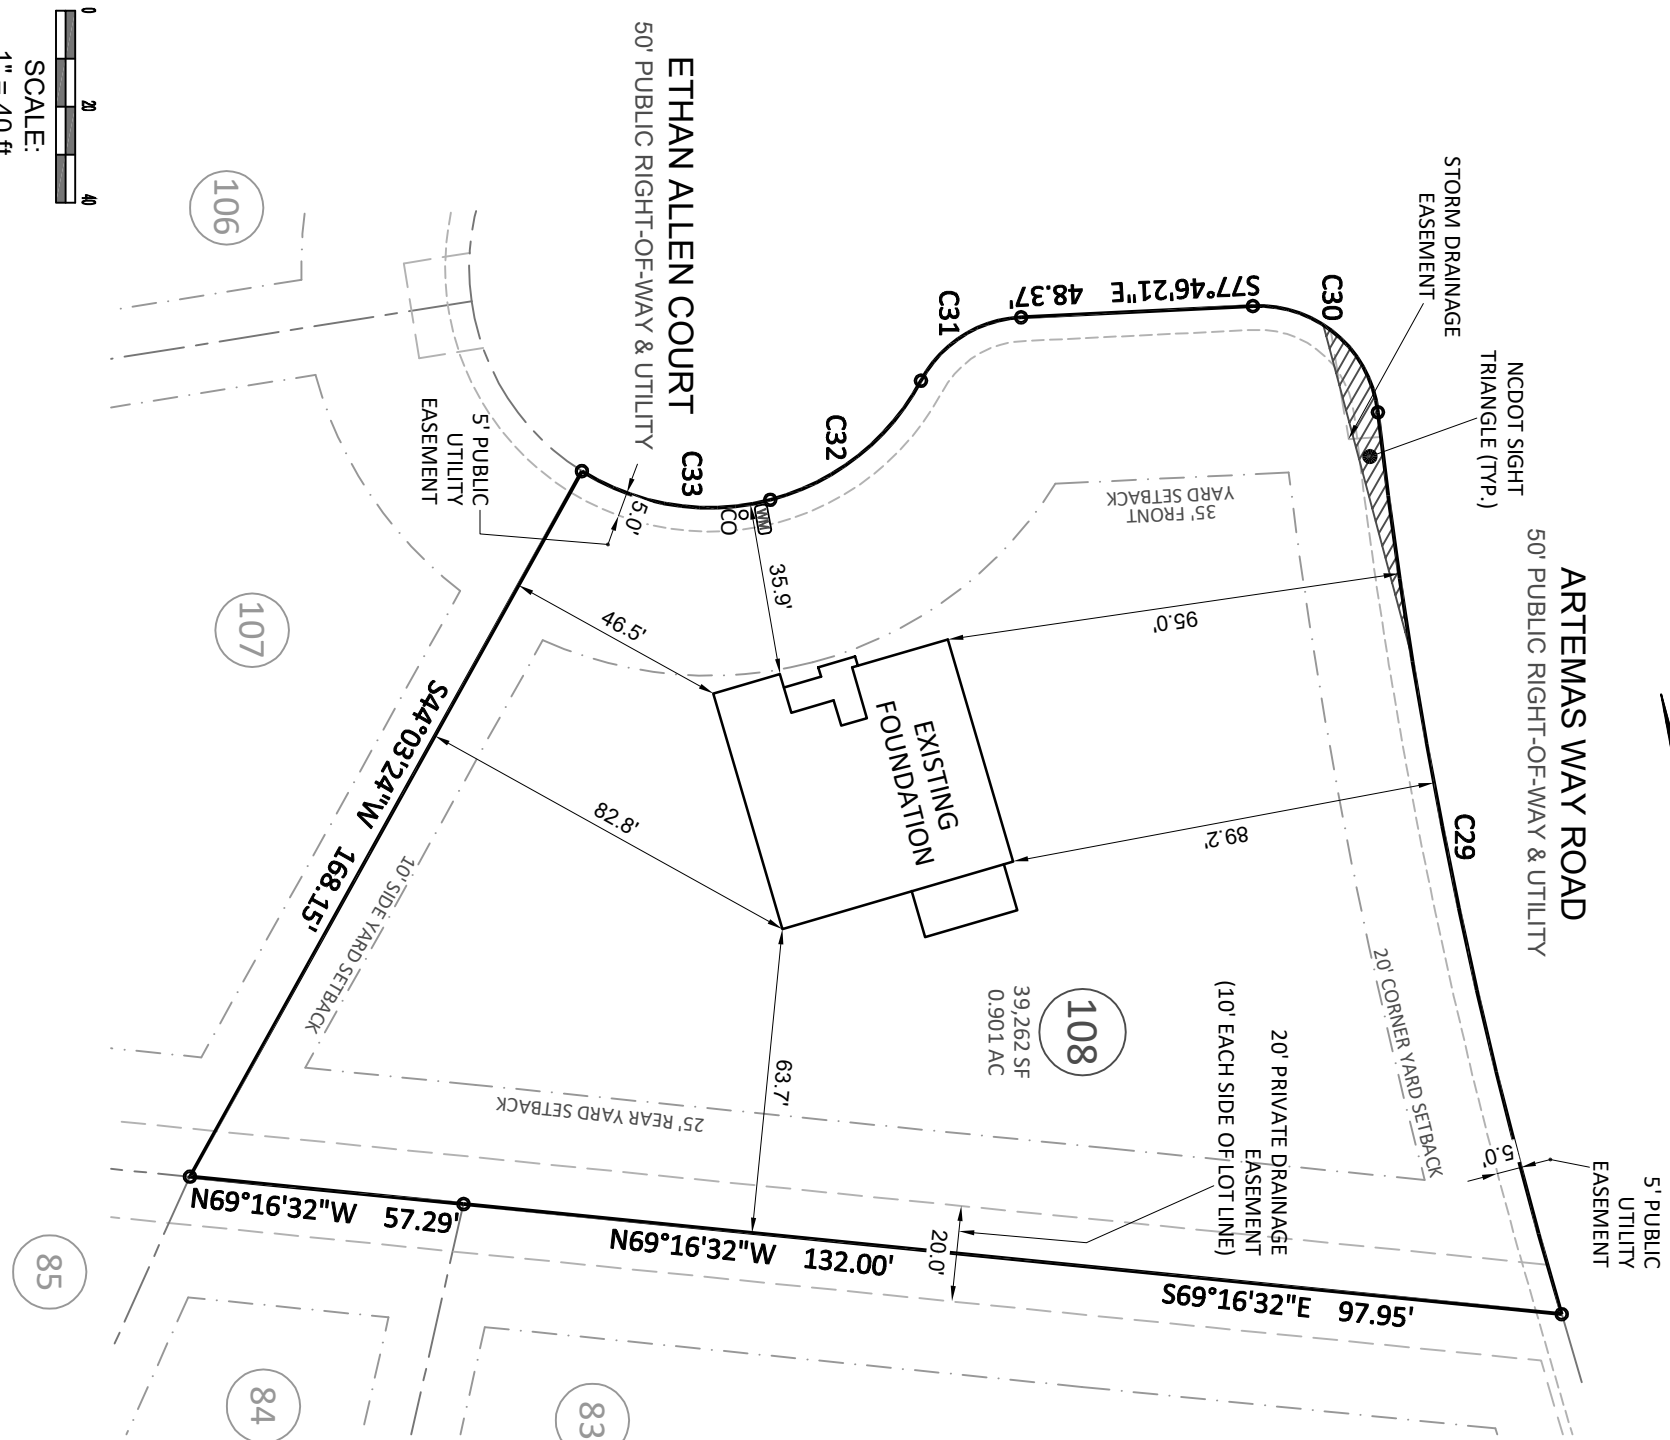 0
20
40
SCALE:
1" = 40 ft
ETHAN ALLEN COURT
50' PUBLIC RIGHT-OF-WAY & UTILITY
STORM DRAINAGE
EASEMENT
NCDOT SIGHT
TRIANGLE (TYP.)
ARTEMAS WAY ROAD
50' PUBLIC RIGHT-OF-WAY & UTILITY
C30
S77°46'21"E 48.37'
C31
C32
C33
C29
106
107
5' PUBLIC
UTILITY
EASEMENT
5.0'
CO
WM
35.9'
35' FRONT
YARD SETBACK
95.0'
46.5'
82.8'
89.2'
EXISTING
FOUNDATION
S44°03'24"W 168.15'
10' SIDE YARD SETBACK
108
39,262 SF
0.901 AC
20' CORNER YARD SETBACK
20' PRIVATE DRAINAGE
EASEMENT
(10' EACH SIDE OF LOT LINE)
63.7'
25' REAR YARD SETBACK
5.0'
5' PUBLIC
UTILITY
EASEMENT
N69°16'32"W 57.29'
N69°16'32"W 132.00'
20.0'
S69°16'32"E 97.95'
85
84
83